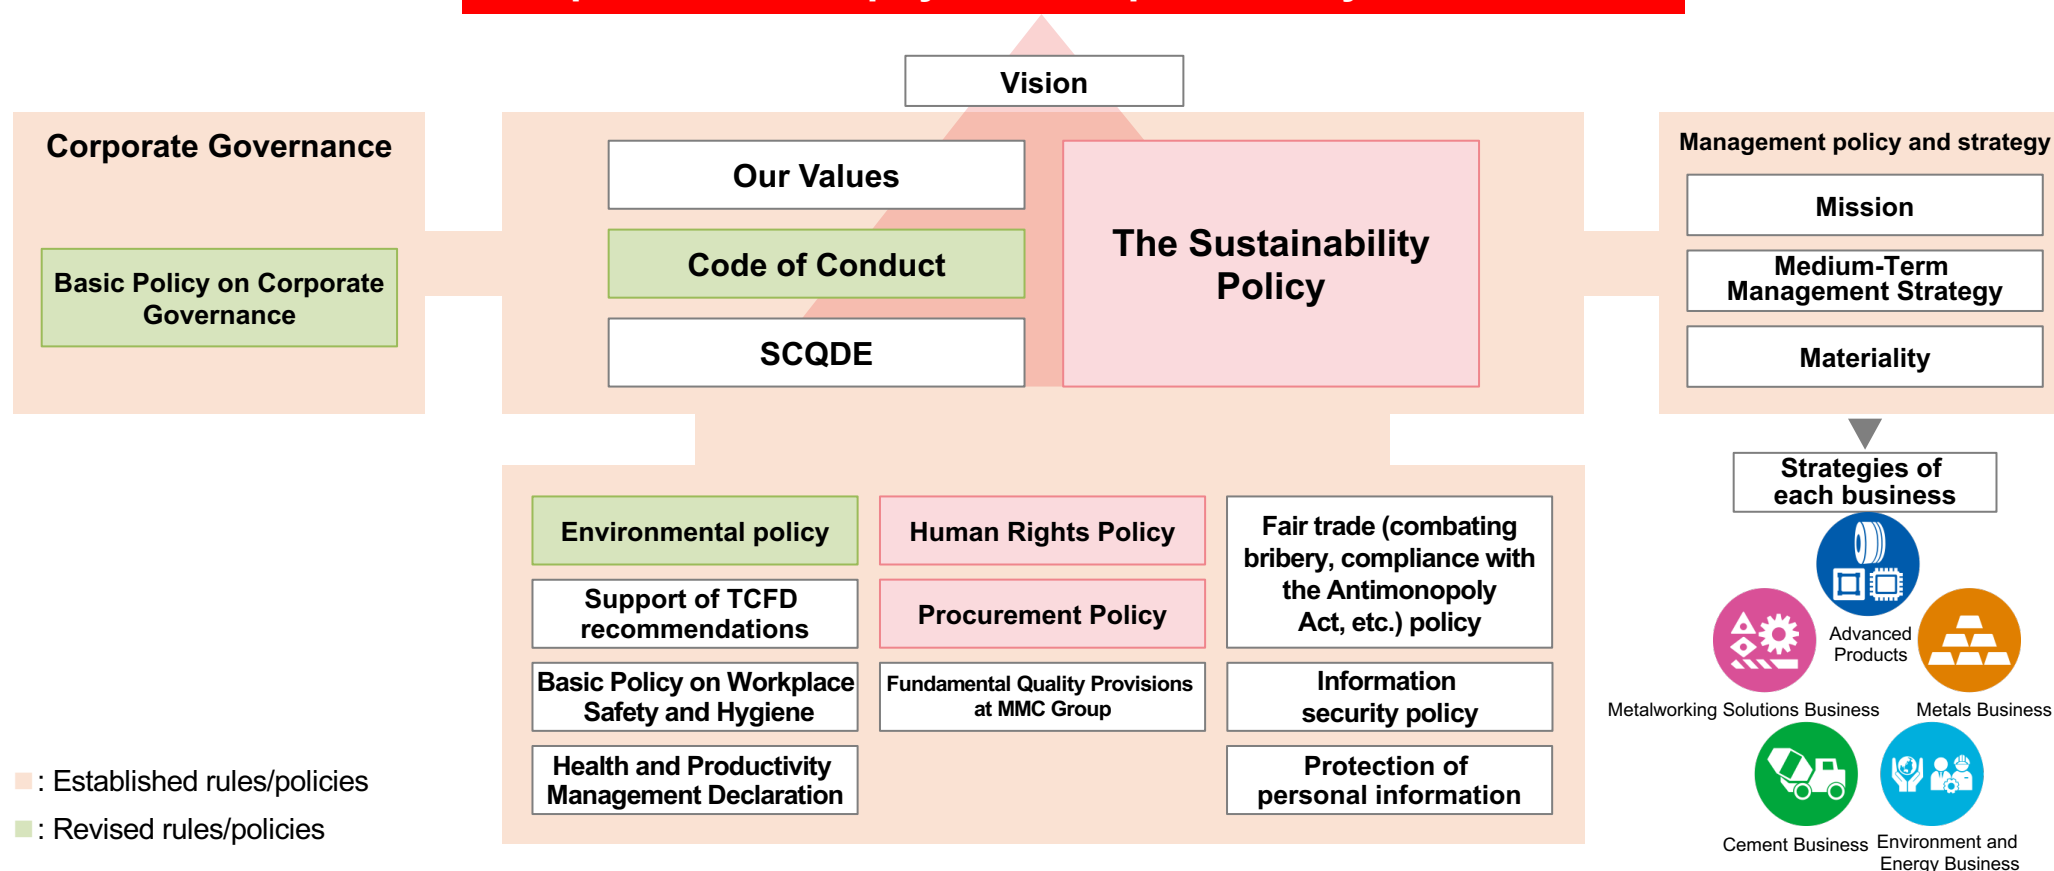 Vision
Corporate Governance
Basic Policy on Corporate
Governance
Our Values
Code of Conduct
SCQDE
The Sustainability
Policy
Management policy and strategy
Mission
Medium-Term
Management Strategy
Materiality
Strategies of
each business
Advanced
Products
Metalworking Solutions Business
Metals Business
Cement Business
Environment and
Energy Business
Environmental policy
Support of TCFD
recommendations
Basic Policy on Workplace
Safety and Hygiene
Health and Productivity
Management Declaration
Human Rights Policy
Procurement Policy
Fundamental Quality Provisions
at MMC Group
Fair trade (combating
bribery, compliance with
the Antimonopoly
Act, etc.) policy
Information
security policy
Protection of
personal information
: Established rules/policies
: Revised rules/policies